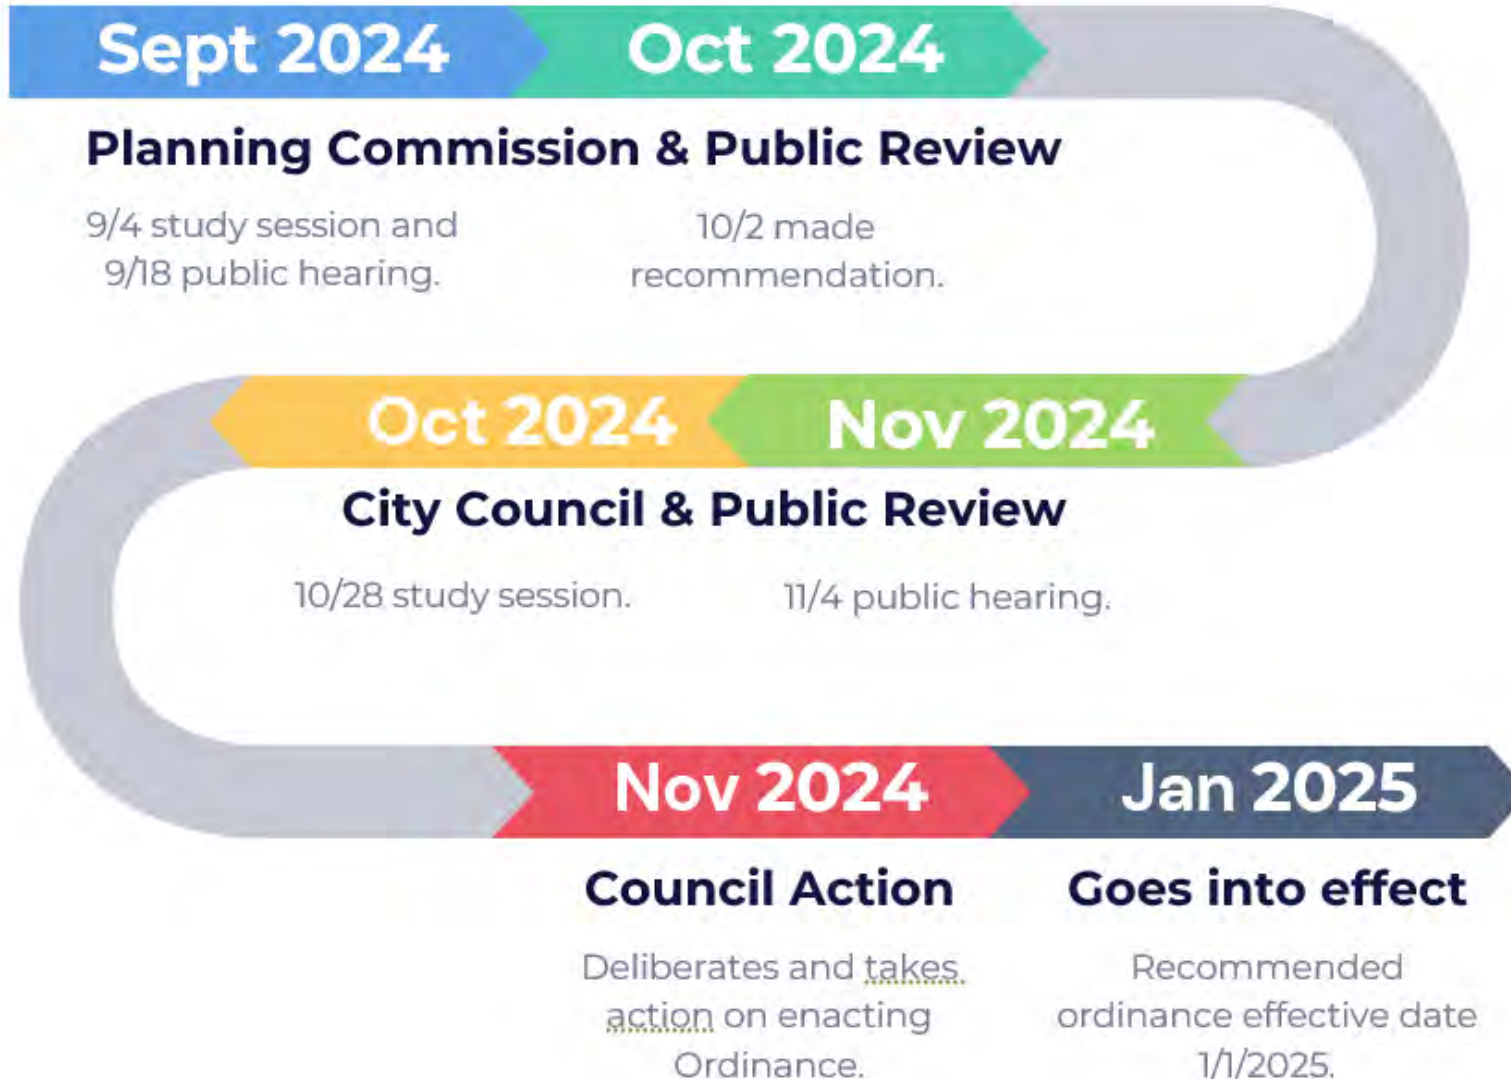 Sept 2024
Oct 2024
Planning Commission & Public Review
9/4 study session and
9/18 public hearing.
10/2 made
recommendation.
Oct 2024
Nov 2024
City Council & Public Review
10/28 study session.
11/4 public hearing.
Nov 2024
Jan 2025
Council Action
Deliberates and takes
action on enacting
Ordinance.
Goes into effect
Recommended
ordinance effective date
1/1/2025.